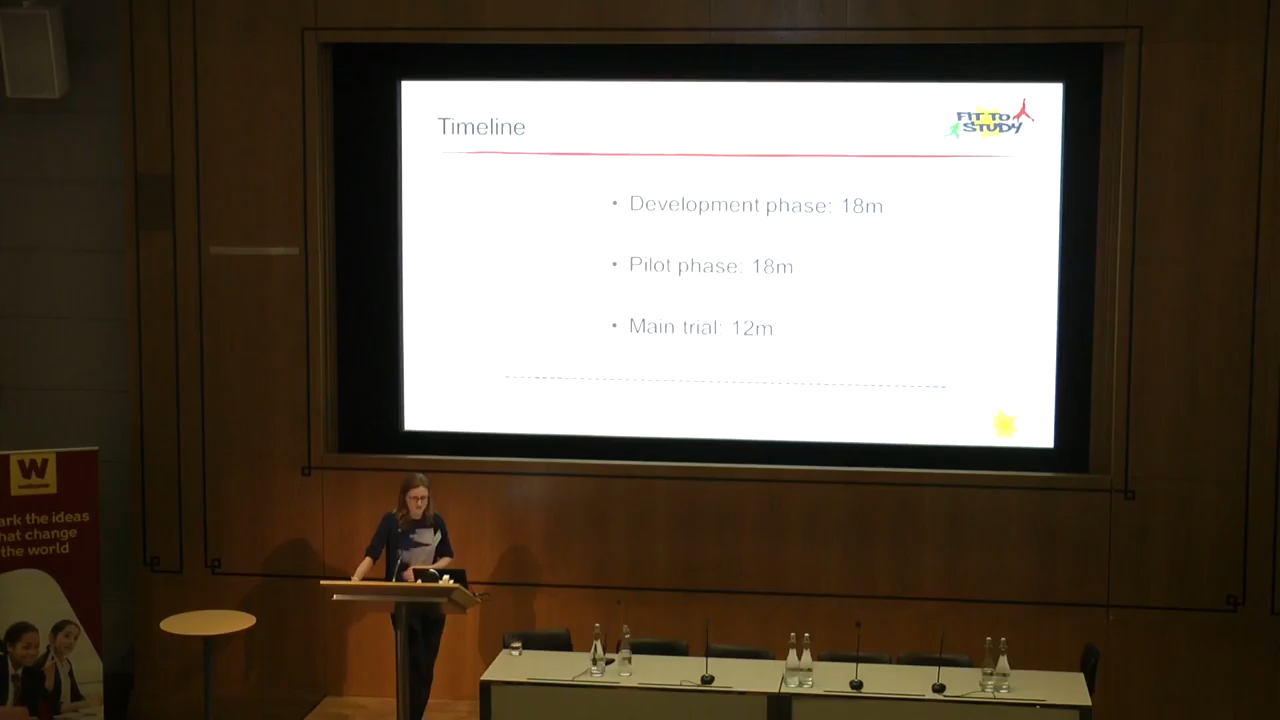 Timeline
FIT TO
STUDY
• Development phase: 18m
• Pilot phase: 18m
• Main trial: 12m
W
wellcome
ark the ideas
hat change
the world